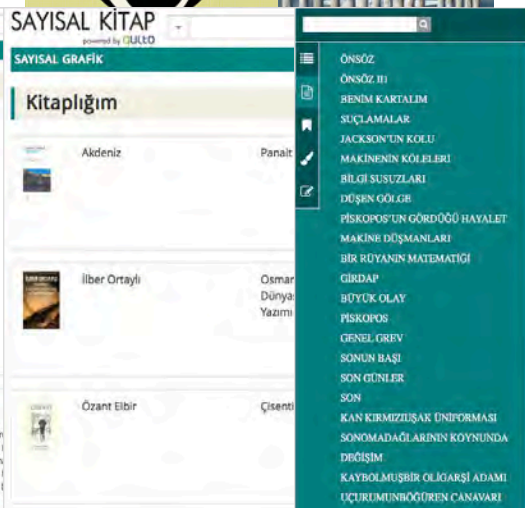 SAYISAL KİTAP
powered by QULTO
SAYISAL GRAFİK
Kitaplığım
Akdeniz
Panait
İlber Ortaylı
Osman
Dünya
Yazımı
Özant Elbir
Çisenti
ÖNSÖZ
ÖNSÖZ III
BENİM KARTALIM
SUÇLAMALAR
JACKSON'UN KOLU
MAKİNENİN KÖLELERİ
BİLGİ SUSUZLARI
DÜŞEN GÖLGE
PİSKOPOS'UN GÖRDÜĞÜ HAYALET
MAKİNE DÜŞMANLARI
BİR RÜYANIN MATEMATİĞİ
GİRDAP
BÜYÜK OLAY
PİSKOPOS
GENEL GREV
SONUN BAŞI
SON GÜNLER
SON
KAN KIRMIZIUŞAK ÜNİFORMASI
SONOMADAĞLARININ KOYNUNDA
DEĞİŞİM
KAYBOLMUŞBİR OLİGARŞİ ADAMI
UÇURUMUNBÖĞÜREN CANAVARI